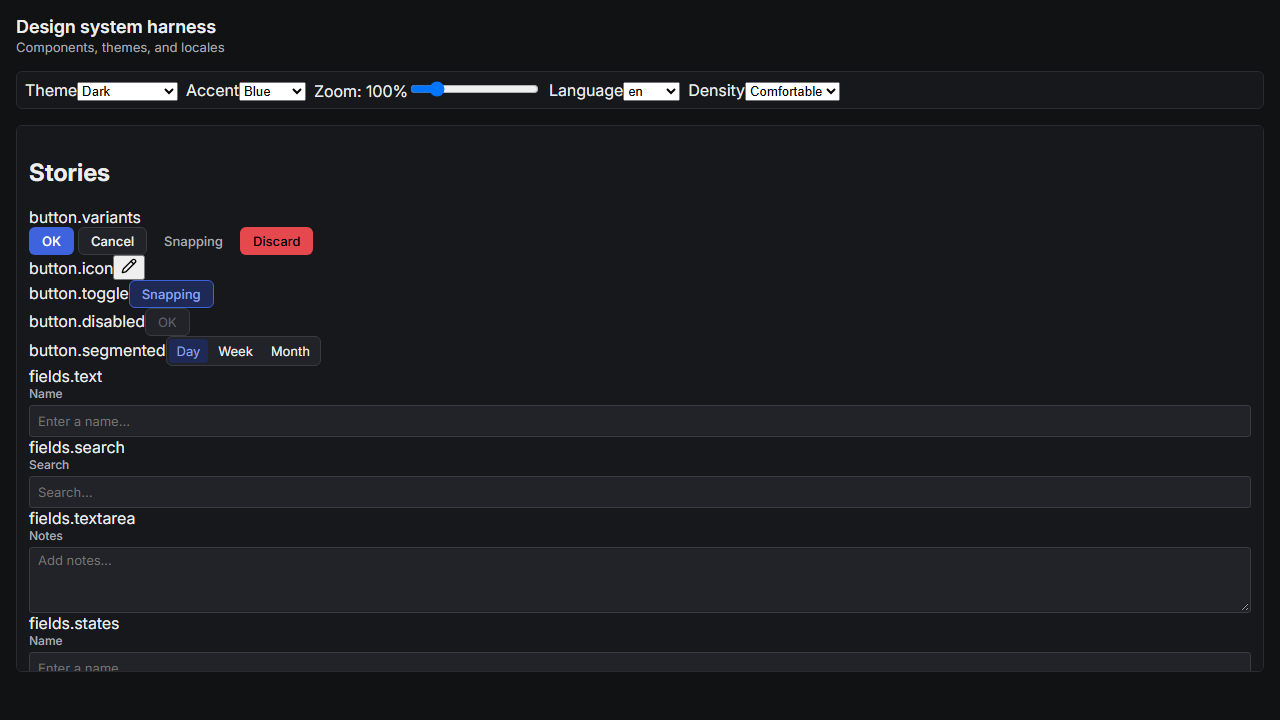 Design system harness
Components, themes, and locales
Theme Dark Accent Blue Zoom: 100% Language en Density Comfortable
Stories
button.variants
OK Cancel Snapping Discard
button.icon
button.toggle Snapping
button.disabled OK
button.segmented Day Week Month
fields.text
Name
Enter a name...
fields.search
Search
Search...
fields.textarea
Notes
Add notes...
fields.states
Name
Enter a name